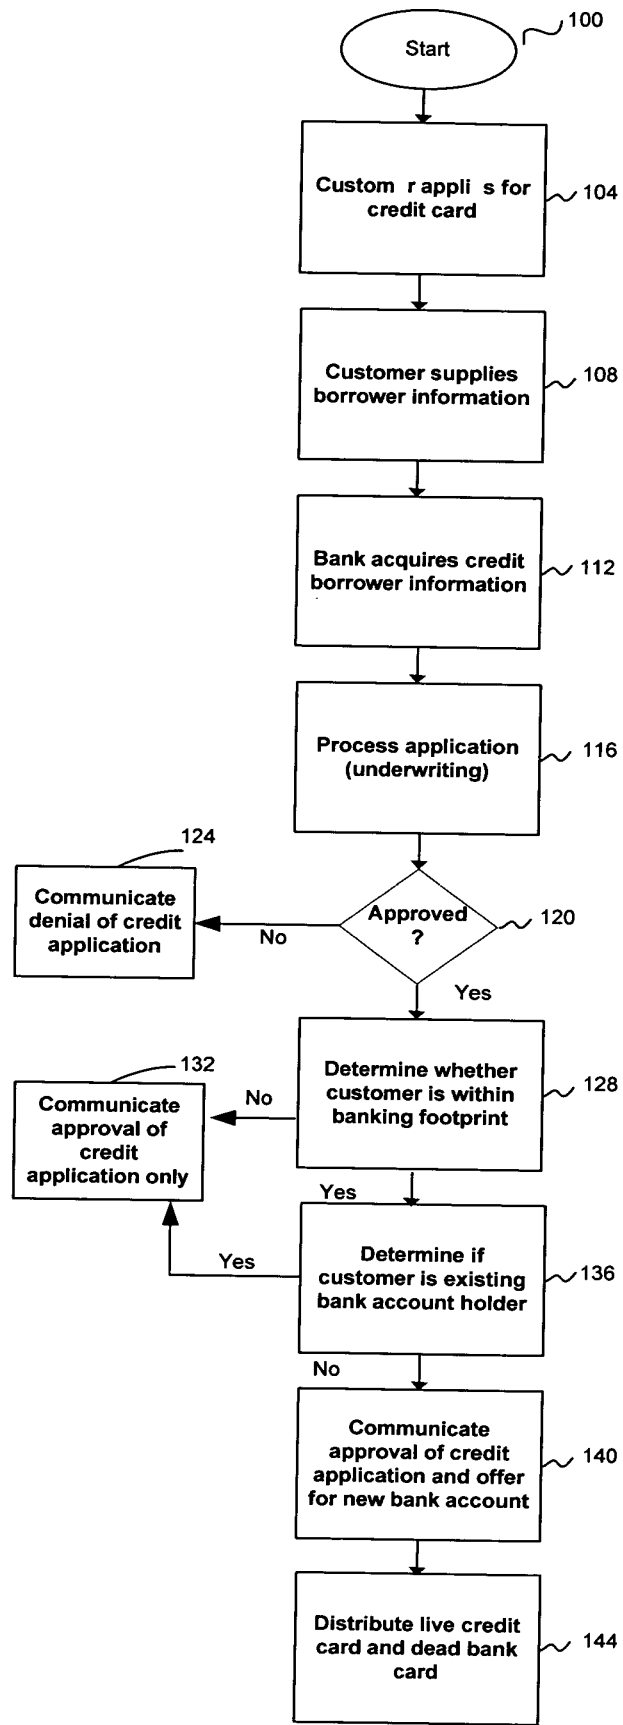 Start
100
Custom r appli s for
credit card
104
Customer supplies
borrower information
108
Bank acquires credit
borrower information
112
Process application
(underwriting)
116
124
Communicate
denial of credit
application
No
Approved
?
120
Yes
132
Communicate
approval of
credit
application only
No
Determine whether
customer is within
banking footprint
128
Yes
Yes
Determine if
customer is existing
bank account holder
136
No
Communicate
approval of credit
application and offer
for new bank account
140
Distribute live credit
card and dead bank
card
144